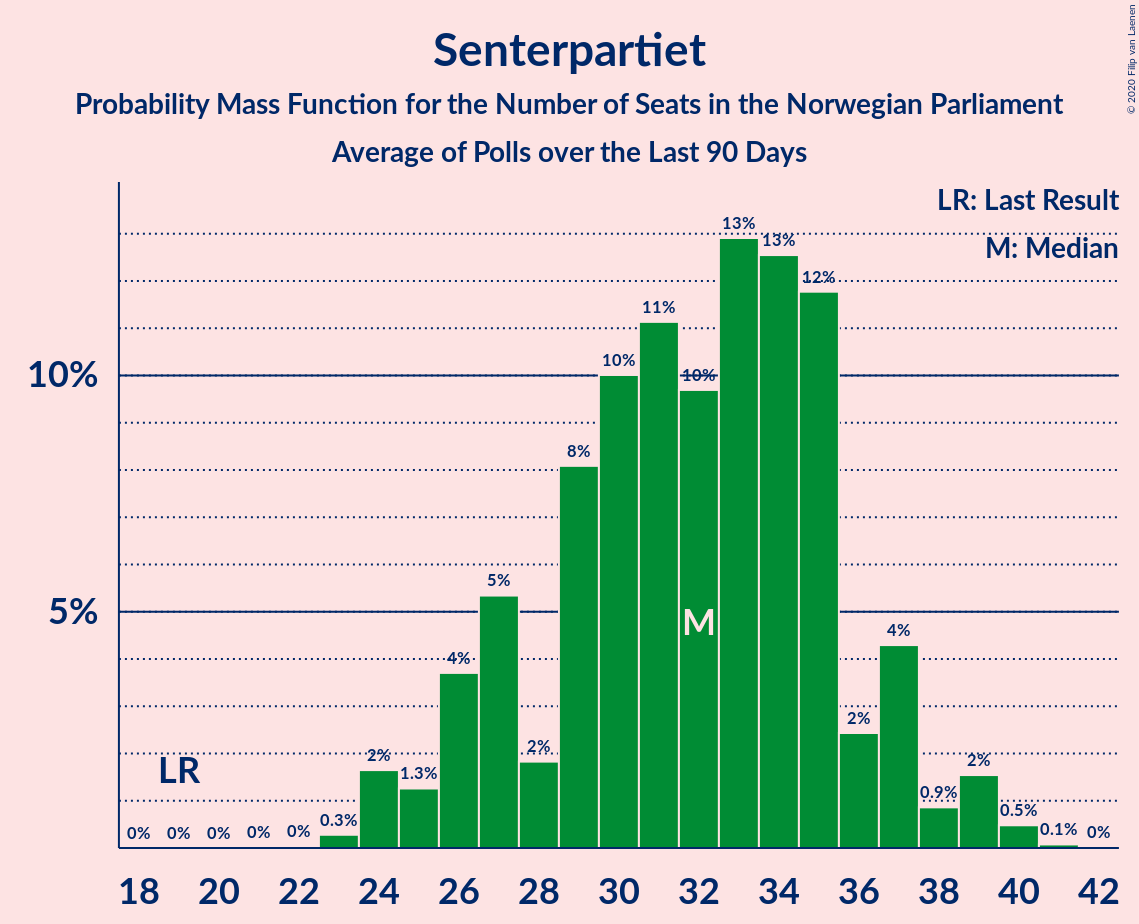 Senterpartiet
Probability Mass Function for the Number of Seats in the Norwegian Parliament
Average of Polls over the Last 90 Days
© 2020 Filip van Laenen
LR: Last Result
M: Median
10%
5%
0% 0% 0% 0% 0% 0.3% 2% 1.3% 4% 5% 2% 8% 10% 11% 10% 13% 13% 12% 2% 4% 0.9% 2% 0.5% 0.1% 0%
LR
M
18 20 22 24 26 28 30 32 34 36 38 40 42